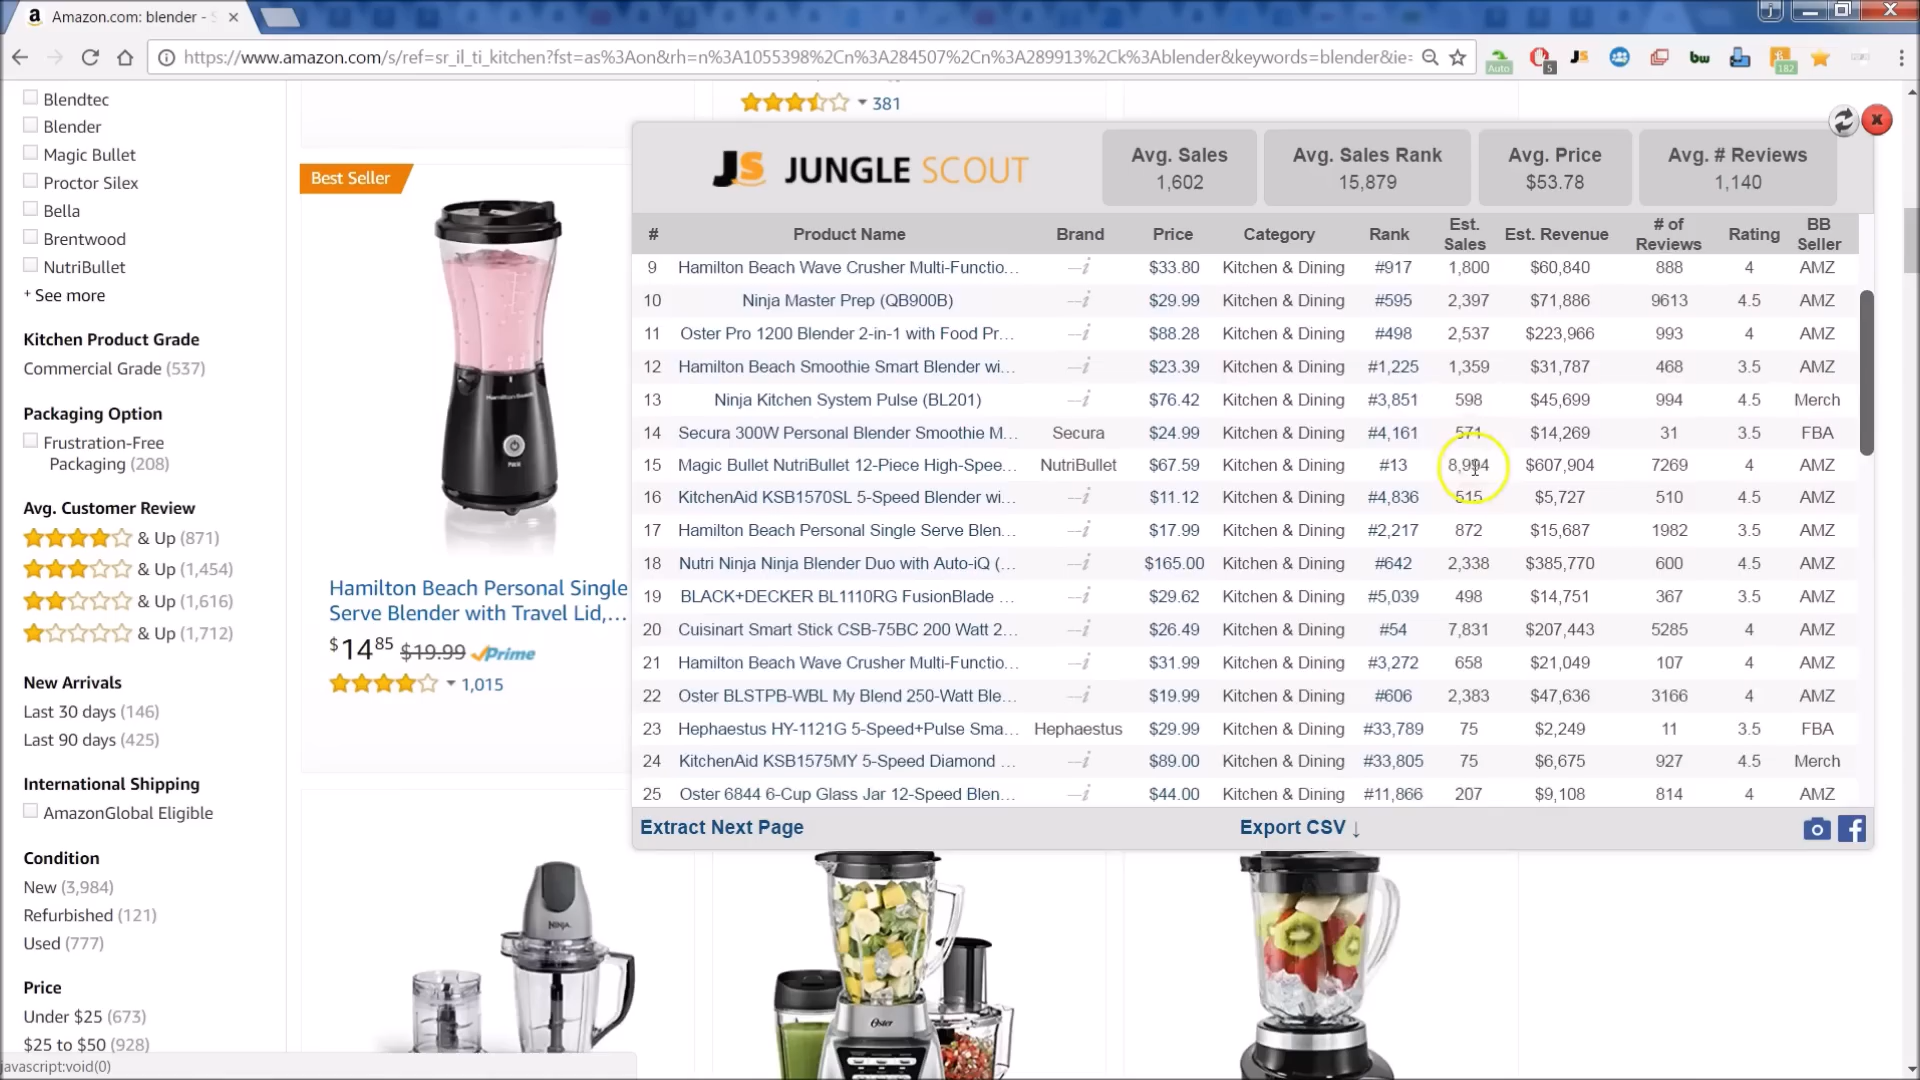 Amazon.com: blender - S
https://www.amazon.com/s/ref=sr_il_ti_kitchen?fst=as%3Aon&rh=n%3A1055398%2Cn%3A284507%2Cn%3A289913%2Ck%3Ablender&keywords=blender&ie=
Auto
5
JS
bw
182
Blendtec
Blender
Magic Bullet
Proctor Silex
Bella
Brentwood
NutriBullet
+ See more
Kitchen Product Grade
Commercial Grade (537)
Packaging Option
Frustration-Free
Packaging (208)
Avg. Customer Review
& Up (871)
& Up (1,454)
& Up (1,616)
& Up (1,712)
New Arrivals
Last 30 days (146)
Last 90 days (425)
International Shipping
AmazonGlobal Eligible
Condition
New (3,984)
Refurbished (121)
Used (777)
Price
Under $25 (673)
$25 to $50 (928)
javascript:void(0)
381
Best Seller
Hamilton Beach Personal Single
Serve Blender with Travel Lid,...
$14 85 $19.99 Prime
1,015
JS JUNGLE SCOUT
Avg. Sales
1,602
Avg. Sales Rank
15,879
Avg. Price
$53.78
Avg. # Reviews
1,140
# Product Name Brand Price Category Rank Est. Sales Est. Revenue # of Reviews Rating BB Seller
9 Hamilton Beach Wave Crusher Multi-Functio... ---i $33.80 Kitchen & Dining #917 1,800 $60,840 888 4 AMZ
10 Ninja Master Prep (QB900B) ---i $29.99 Kitchen & Dining #595 2,397 $71,886 9613 4.5 AMZ
11 Oster Pro 1200 Blender 2-in-1 with Food Pr... ---i $88.28 Kitchen & Dining #498 2,537 $223,966 993 4 AMZ
12 Hamilton Beach Smoothie Smart Blender wi... ---i $23.39 Kitchen & Dining #1,225 1,359 $31,787 468 3.5 AMZ
13 Ninja Kitchen System Pulse (BL201) ---i $76.42 Kitchen & Dining #3,851 598 $45,699 994 4.5 Merch
14 Secura 300W Personal Blender Smoothie M... Secura $24.99 Kitchen & Dining #4,161 571 $14,269 31 3.5 FBA
15 Magic Bullet NutriBullet 12-Piece High-Spee... NutriBullet $67.59 Kitchen & Dining #13 8,994 $607,904 7269 4 AMZ
16 KitchenAid KSB1570SL 5-Speed Blender wi... ---i $11.12 Kitchen & Dining #4,836 515 $5,727 510 4.5 AMZ
17 Hamilton Beach Personal Single Serve Blen... ---i $17.99 Kitchen & Dining #2,217 872 $15,687 1982 3.5 AMZ
18 Nutri Ninja Ninja Blender Duo with Auto-iQ (... ---i $165.00 Kitchen & Dining #642 2,338 $385,770 600 4.5 AMZ
19 BLACK+DECKER BL1110RG FusionBlade ... ---i $29.62 Kitchen & Dining #5,039 498 $14,751 367 3.5 AMZ
20 Cuisinart Smart Stick CSB-75BC 200 Watt 2... ---i $26.49 Kitchen & Dining #54 7,831 $207,443 5285 4 AMZ
21 Hamilton Beach Wave Crusher Multi-Functio... ---i $31.99 Kitchen & Dining #3,272 658 $21,049 107 4 AMZ
22 Oster BLSTPB-WBL My Blend 250-Watt Ble... ---i $19.99 Kitchen & Dining #606 2,383 $47,636 3166 4 AMZ
23 Hephaestus HY-1121G 5-Speed+Pulse Sma... Hephaestus $29.99 Kitchen & Dining #33,789 75 $2,249 11 3.5 FBA
24 KitchenAid KSB1575MY 5-Speed Diamond ... ---i $89.00 Kitchen & Dining #33,805 75 $6,675 927 4.5 Merch
25 Oster 6844 6-Cup Glass Jar 12-Speed Blen... ---i $44.00 Kitchen & Dining #11,866 207 $9,108 814 4 AMZ
Extract Next Page
Export CSV ↓
NINJA
Oster